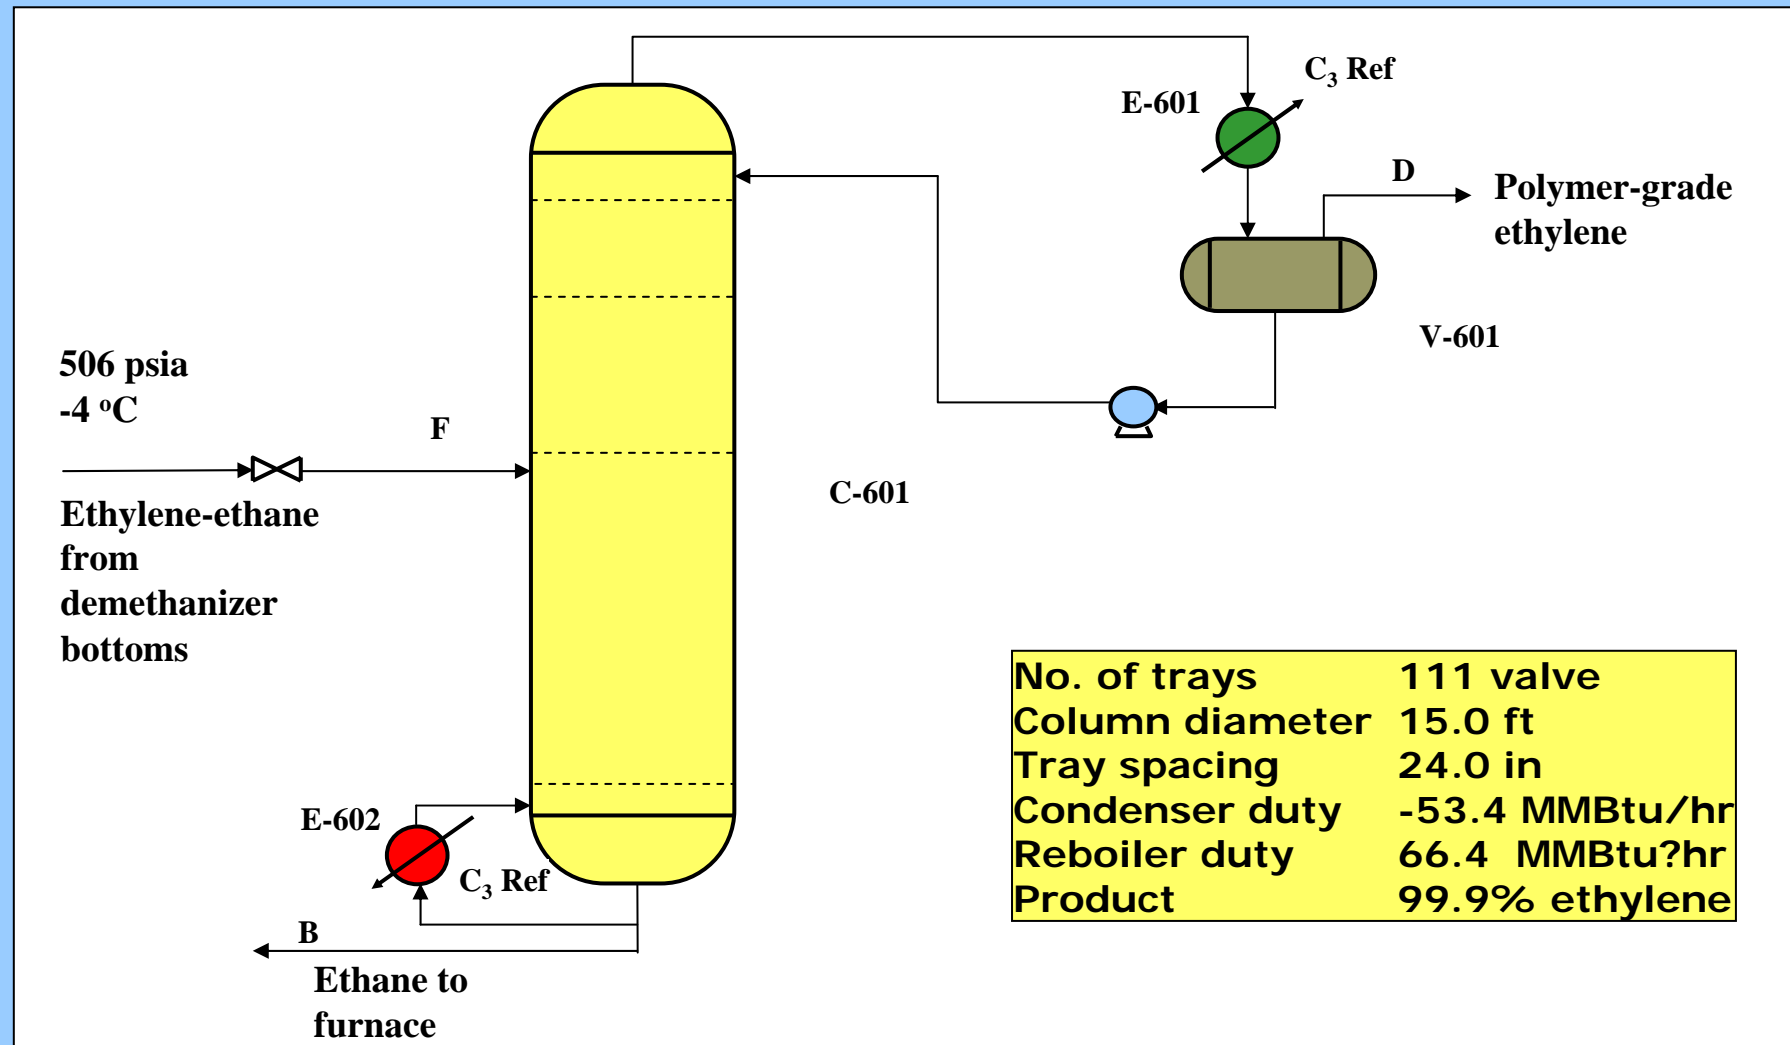 C3 Ref
E-601
D
Polymer-grade
ethylene
V-601
506 psia
-4 oC
F
C-601
Ethylene-ethane
from
demethanizer
bottoms
No. of trays 111 valve
Column diameter 15.0 ft
Tray spacing 24.0 in
Condenser duty -53.4 MMBtu/hr
Reboiler duty 66.4 MMBtu?hr
Product 99.9% ethylene
E-602
C3 Ref
B
Ethane to
furnace